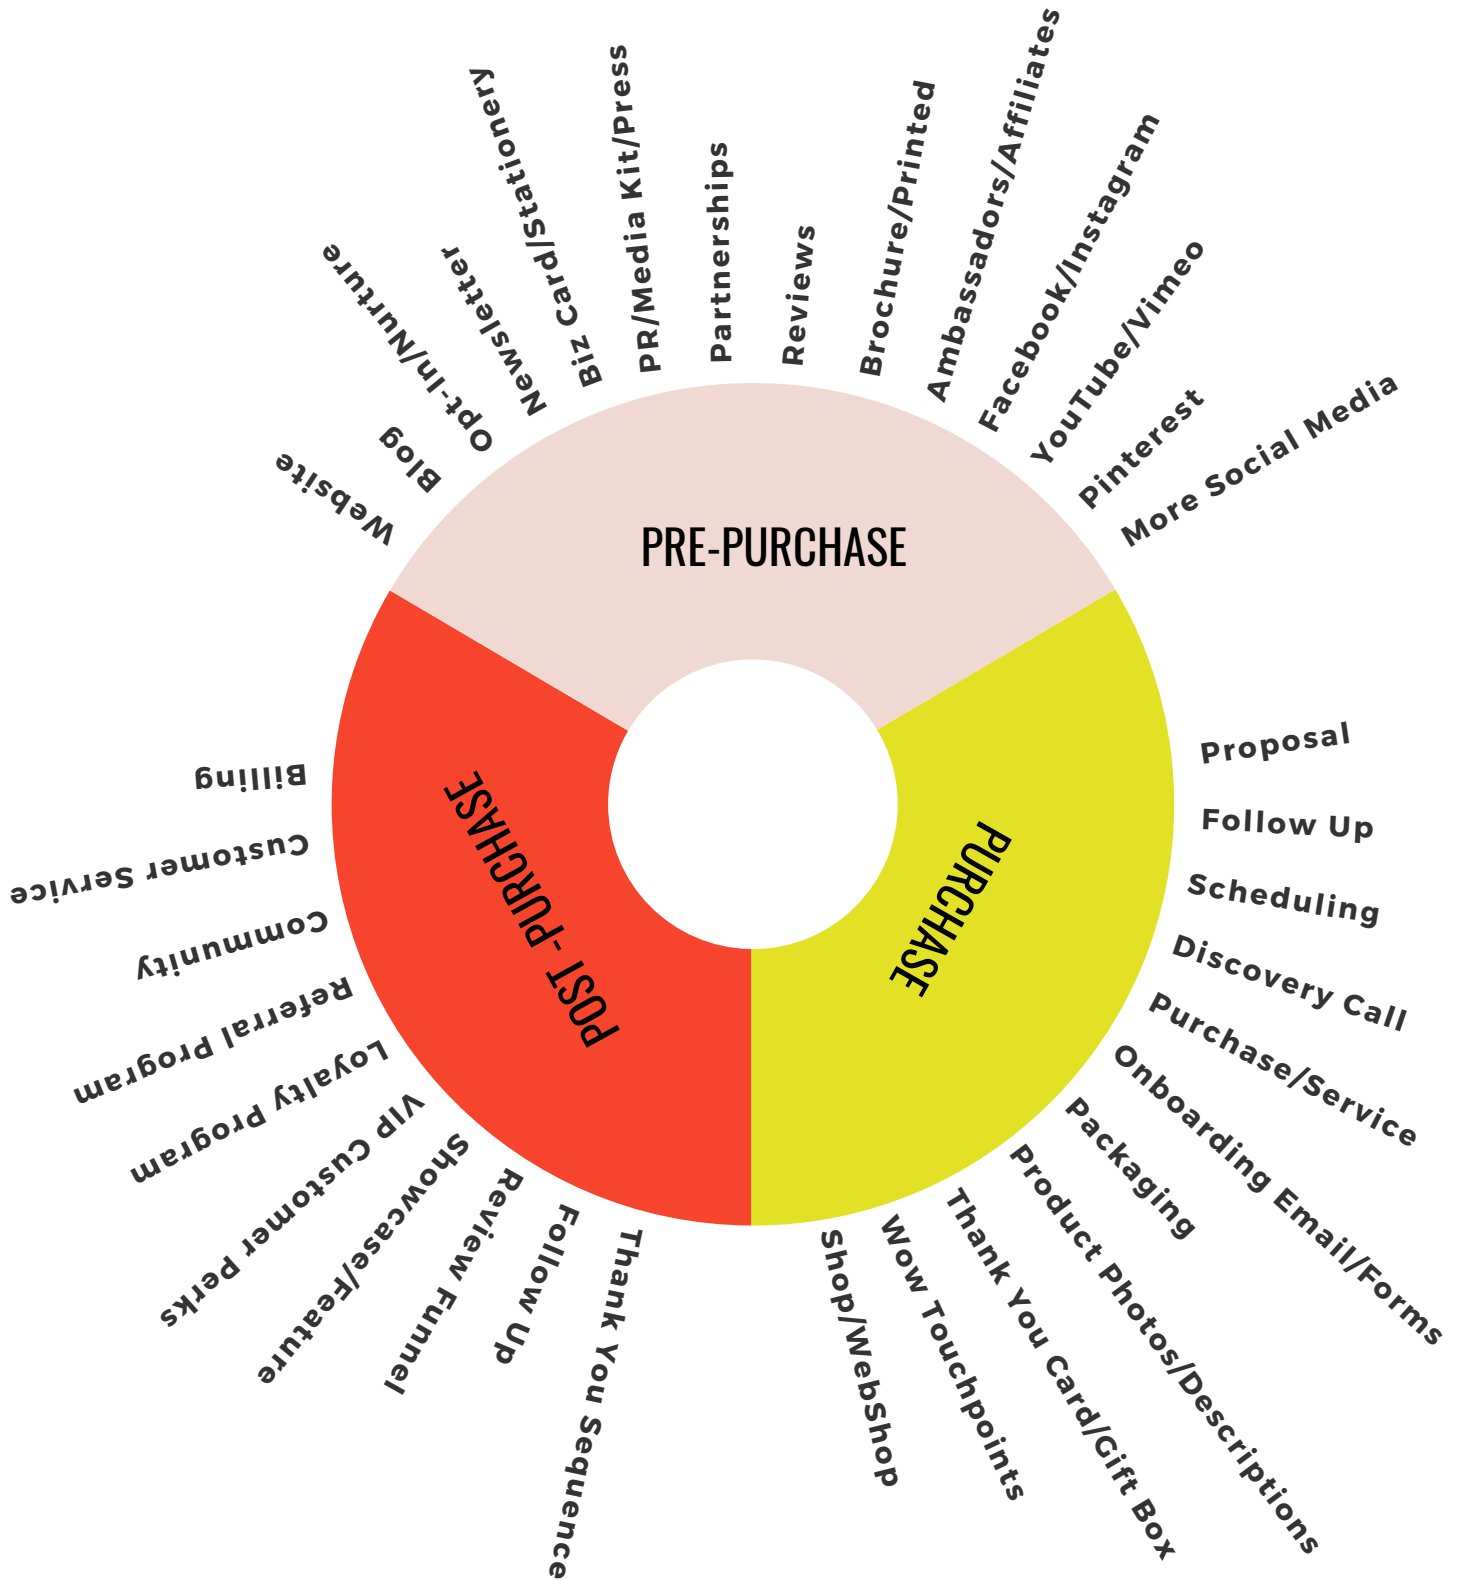 PRE-PURCHASE
Website
Blog
Opt-In/Nurture
Newsletter
Biz Card/Stationery
PR/Media Kit/Press
Partnerships
Reviews
Brochure/Printed
Ambassadors/Affiliates
Facebook/Instagram
YouTube/Vimeo
Pinterest
More Social Media
PURCHASE
Proposal
Follow Up
Scheduling
Discovery Call
Purchase/Service
Onboarding Email/Forms
Packaging
Product Photos/Descriptions
Thank You Card/Gift Box
Wow Touchpoints
Shop/WebShop
POST -PURCHASE
Thank You Sequence
Follow Up
Review Funnel
Showcase/Feature
VIP Customer Perks
Loyalty Program
Referral Program
Community
Customer Service
Billing